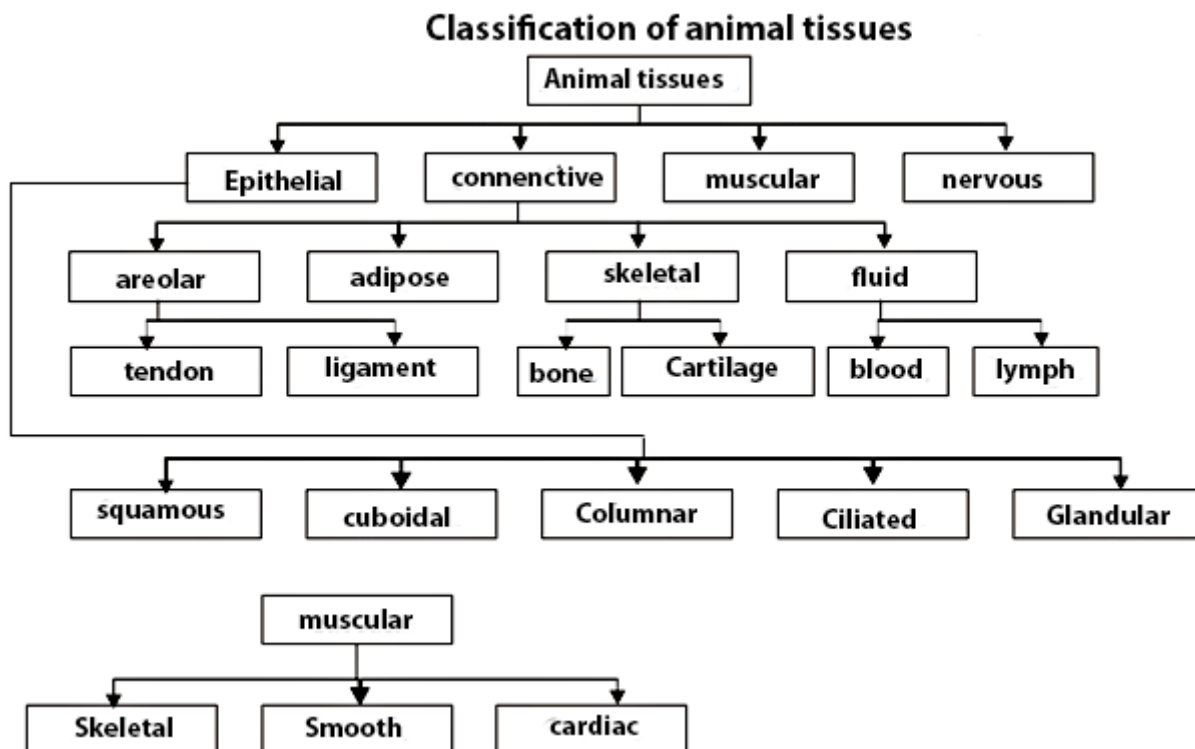 Classification of animal tissues
Animal tissues
Epithelial
connenctive
muscular
nervous
areolar
adipose
skeletal
fluid
tendon
ligament
bone
Cartilage
blood
lymph
squamous
cuboidal
Columnar
Ciliated
Glandular
muscular
Skeletal
Smooth
cardiac